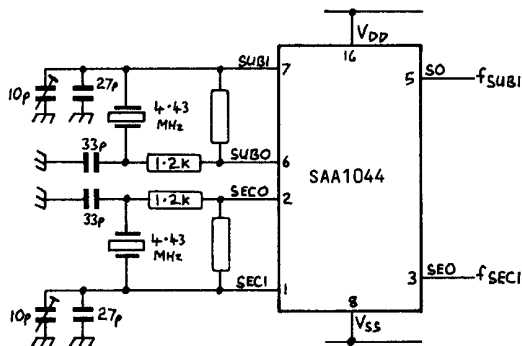 VDD
16
SUBI
7
5
SO
fSUBI
10p
27p
4.43
MHz
33p
1.2k
SUBO
6
SAA1044
SECO
2
33p
1.2k
4.43
MHz
3
SEO
fSECI
SECI
1
10p
27p
8
VSS